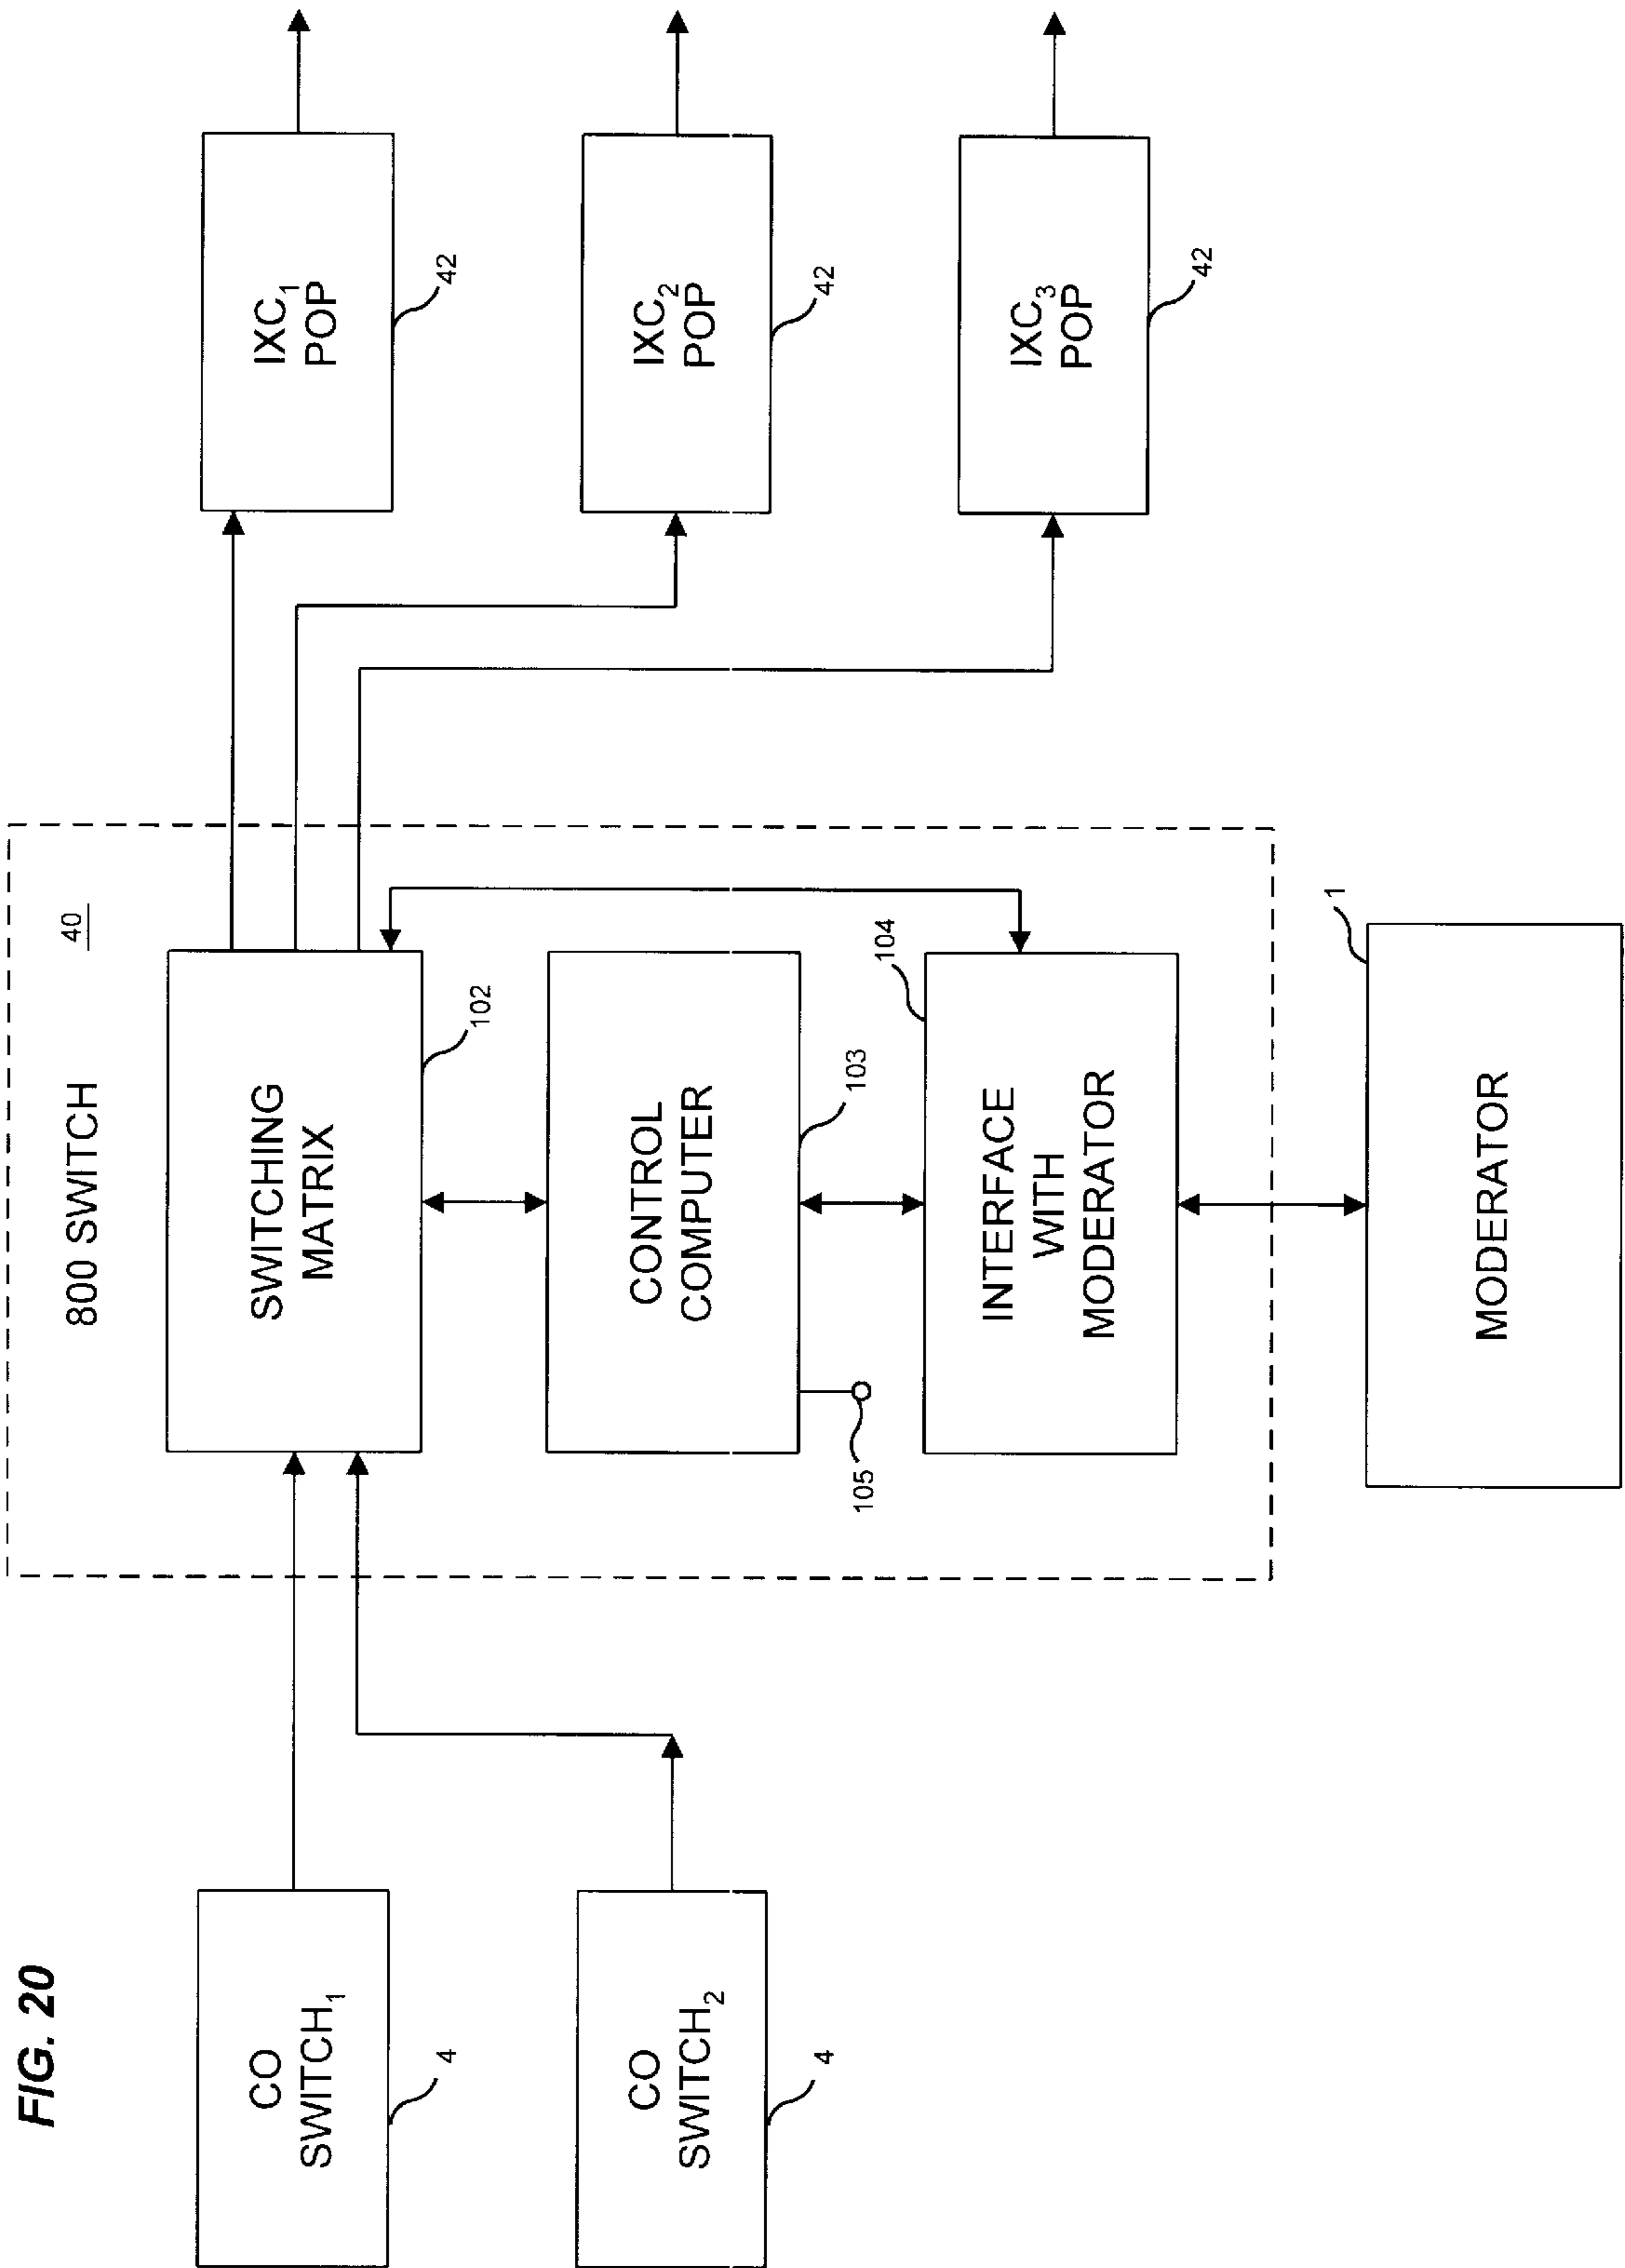 FIG. 20
CO
SWITCH₁
4
CO
SWITCH₂
4
800 SWITCH
40
SWITCHING
MATRIX
102
CONTROL
COMPUTER
103
105
INTERFACE
WITH
MODERATOR
104
MODERATOR
1
IXC₁
POP
42
IXC₂
POP
42
IXC₃
POP
42